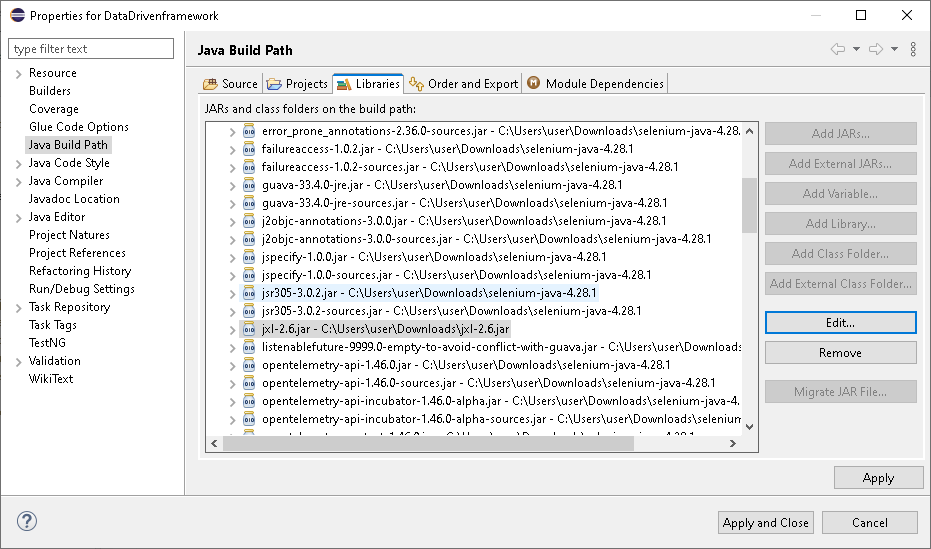 Properties for DataDrivenframework
type filter text
Resource
Builders
Coverage
Glue Code Options
Java Build Path
Java Code Style
Java Compiler
Javadoc Location
Java Editor
Project Natures
Project References
Refactoring History
Run/Debug Settings
Task Repository
Task Tags
TestNG
Validation
WikiText
Java Build Path
Source Projects Libraries Order and Export Module Dependencies
JARs and class folders on the build path:
error_prone_annotations-2.36.0-sources.jar - C:\Users\user\Downloads\selenium-java-4.28.
failureaccess-1.0.2.jar - C:\Users\user\Downloads\selenium-java-4.28.1
failureaccess-1.0.2-sources.jar - C:\Users\user\Downloads\selenium-java-4.28.1
guava-33.4.0-jre.jar - C:\Users\user\Downloads\selenium-java-4.28.1
guava-33.4.0-jre-sources.jar - C:\Users\user\Downloads\selenium-java-4.28.1
j2objc-annotations-3.0.0.jar - C:\Users\user\Downloads\selenium-java-4.28.1
j2objc-annotations-3.0.0-sources.jar - C:\Users\user\Downloads\selenium-java-4.28.1
jspecify-1.0.0.jar - C:\Users\user\Downloads\selenium-java-4.28.1
jspecify-1.0.0-sources.jar - C:\Users\user\Downloads\selenium-java-4.28.1
jsr305-3.0.2.jar - C:\Users\user\Downloads\selenium-java-4.28.1
jsr305-3.0.2-sources.jar - C:\Users\user\Downloads\selenium-java-4.28.1
jxl-2.6.jar - C:\Users\user\Downloads\jxl-2.6.jar
listenablefuture-9999.0-empty-to-avoid-conflict-with-guava.jar - C:\Users\user\Downloads
opentelemetry-api-1.46.0.jar - C:\Users\user\Downloads\selenium-java-4.28.1
opentelemetry-api-1.46.0-sources.jar - C:\Users\user\Downloads\selenium-java-4.28.1
opentelemetry-api-incubator-1.46.0-alpha.jar - C:\Users\user\Downloads\selenium-java-4.
opentelemetry-api-incubator-1.46.0-alpha-sources.jar - C:\Users\user\Downloads\selenium
Add JARs...
Add External JARs...
Add Variable...
Add Library...
Add Class Folder...
Add External Class Folder...
Edit...
Remove
Migrate JAR File...
Apply
?
Apply and Close
Cancel